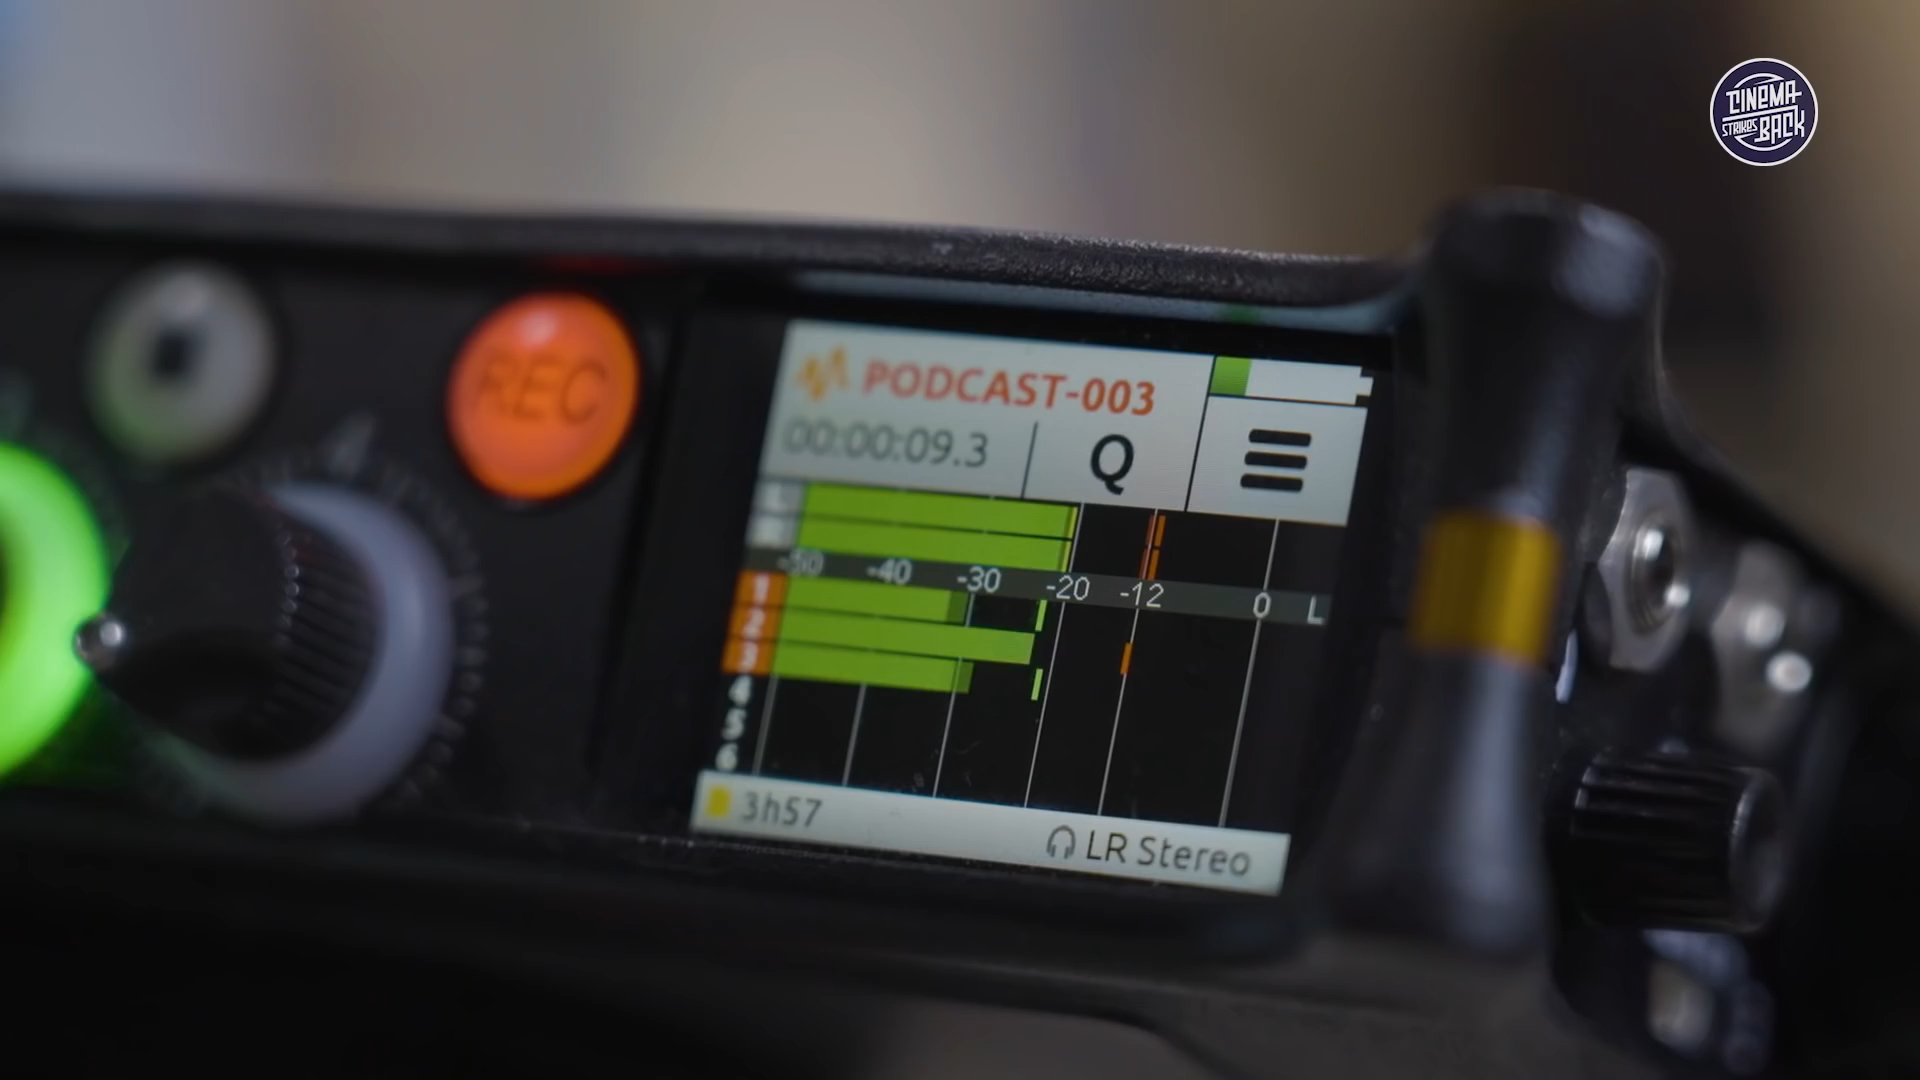 CINEMA
STRIKES BACK
REC
4
PODCAST-003
00:00:09.3
Q
L
R
-50 -40 -30 -20 -12 0 L
1
2
3
4
5
6
3h57
LR Stereo